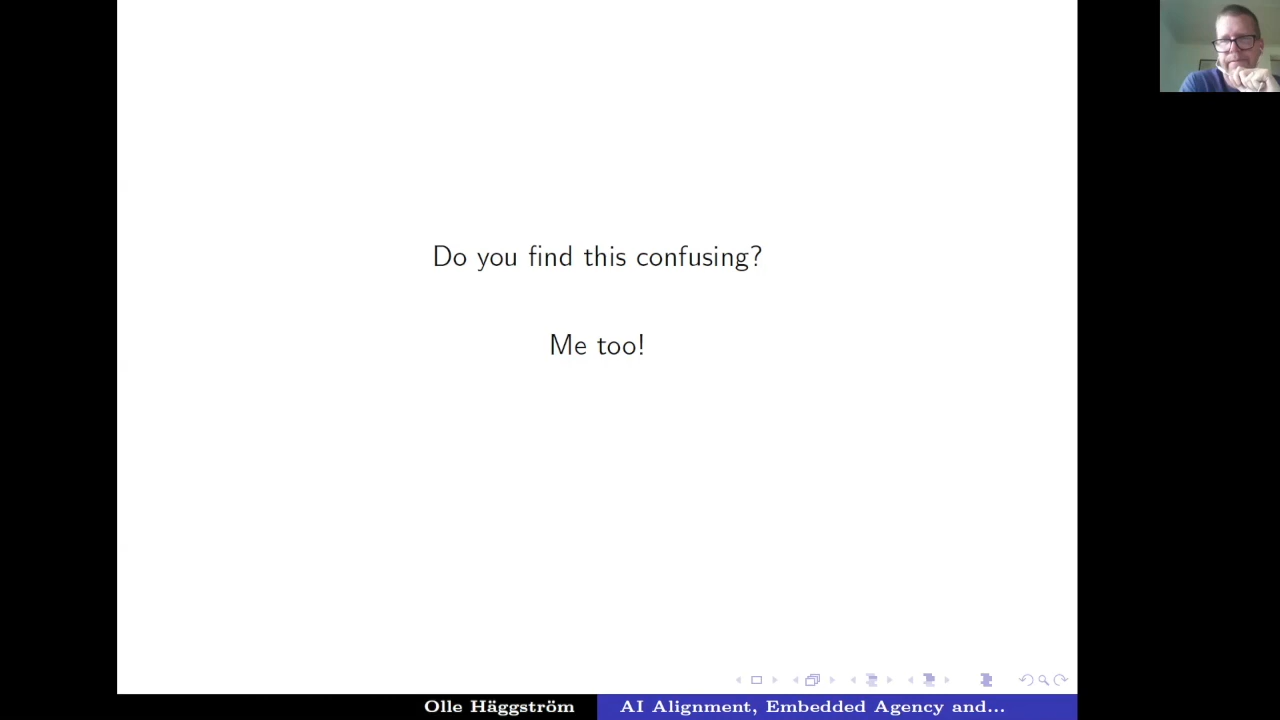 Do you find this confusing?
Me too!
Olle Häggström
AI Alignment, Embedded Agency and...